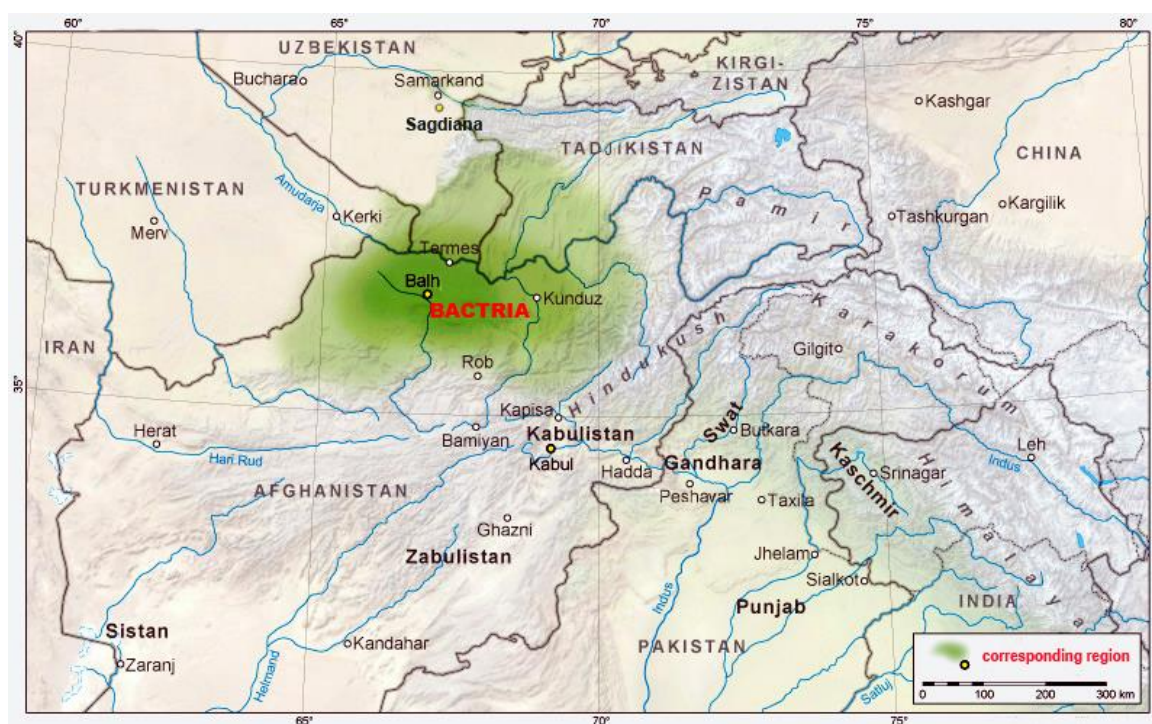 60°
65°
70°
75°
80°
40°
UZBEKISTAN
Buchara
Samarkand
Sagdiana
KIRGI-
ZISTAN
Kashgar
TADJIKISTAN
CHINA
TURKMENISTAN
Amudarja
Kerki
Merv
Pamir
Tashkurgan
Kargilik
Termes
Balh
BACTRIA
Kunduz
IRAN
Rob
Hindukush
Karakorum
Gilgit
35°
Kapisa
Herat
Hari Rud
Bamiyan
Kabulistan
Kabul
Swat
Butkara
Hadda
Gandhara
Peshavar
Taxila
Kaschmir
Srinagar
Leh
Indus
Himalaya
AFGHANISTAN
Ghazni
Zabulistan
Jhelam
Sialkot
Indus
Punjab
INDIA
Sistan
Zaranj
Kandahar
Helmand
PAKISTAN
Satluj
corresponding region
0 100 200 300 km
65°
70°
75°